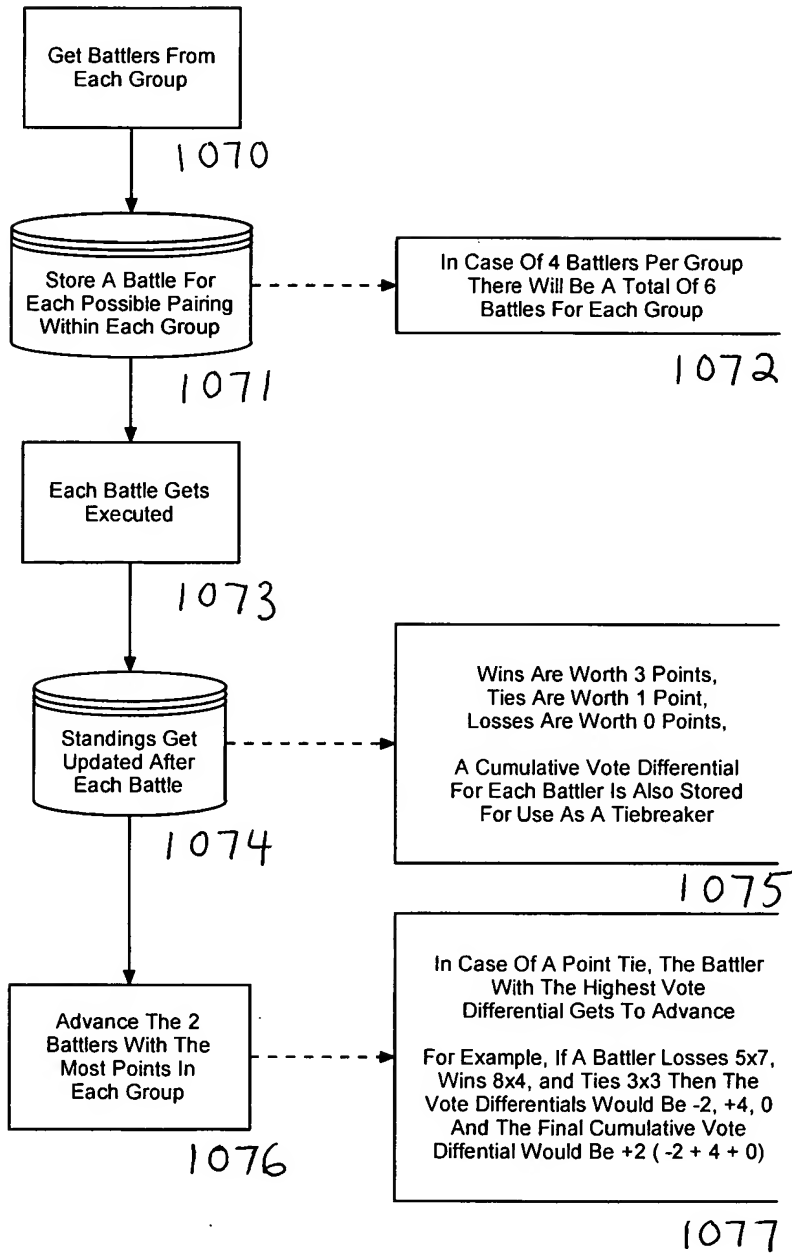 Get Battlers From
Each Group
1070
Store A Battle For
Each Possible Pairing
Within Each Group
1071
In Case Of 4 Battlers Per Group
There Will Be A Total Of 6
Battles For Each Group
1072
Each Battle Gets
Executed
1073
Standings Get
Updated After
Each Battle
1074
Wins Are Worth 3 Points,
Ties Are Worth 1 Point,
Losses Are Worth 0 Points,
A Cumulative Vote Differential
For Each Battler Is Also Stored
For Use As A Tiebreaker
1075
Advance The 2
Battlers With The
Most Points In
Each Group
1076
In Case Of A Point Tie, The Battler
With The Highest Vote
Differential Gets To Advance
For Example, If A Battler Losses 5x7,
Wins 8x4, and Ties 3x3 Then The
Vote Differentials Would Be -2, +4, 0
And The Final Cumulative Vote
Diffential Would Be +2 ( -2 + 4 + 0)
1077